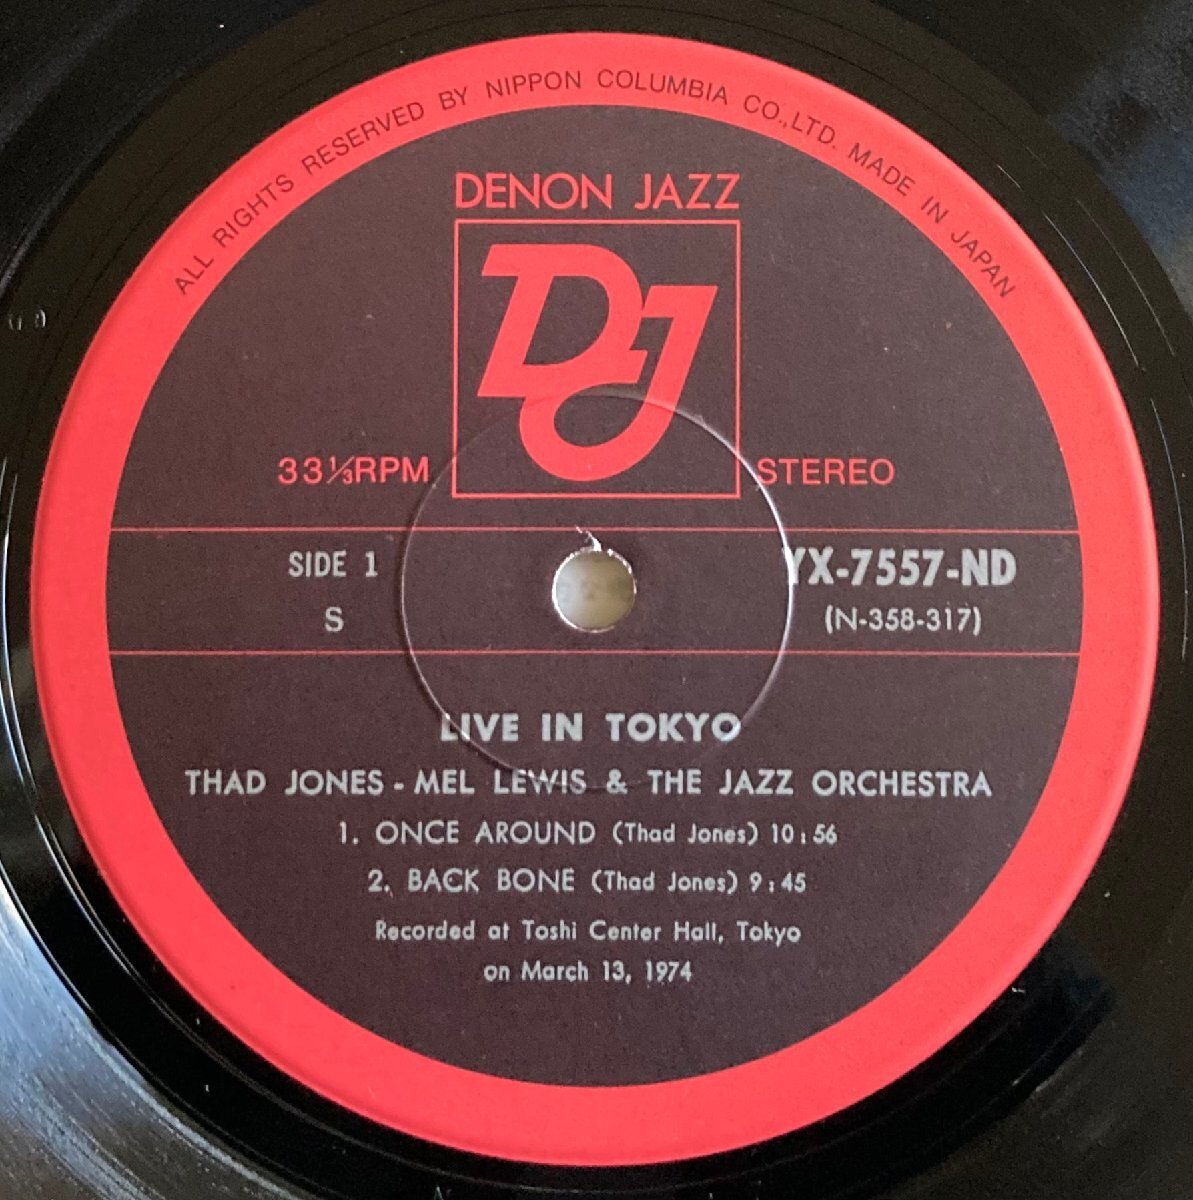 ALL RIGHTS RESERVED BY NIPPON COLUMBIA CO.,LTD. MADE IN JAPAN
DENON JAZZ
DJ
33⅓RPM
STEREO
SIDE 1
YX-7557-ND
S
(N-358-317)
LIVE IN TOKYO
THAD JONES - MEL LEWIS & THE JAZZ ORCHESTRA
1. ONCE AROUND (Thad Jones) 10:56
2. BACK BONE (Thad Jones) 9:45
Recorded at Toshi Center Hall, Tokyo
on March 13, 1974